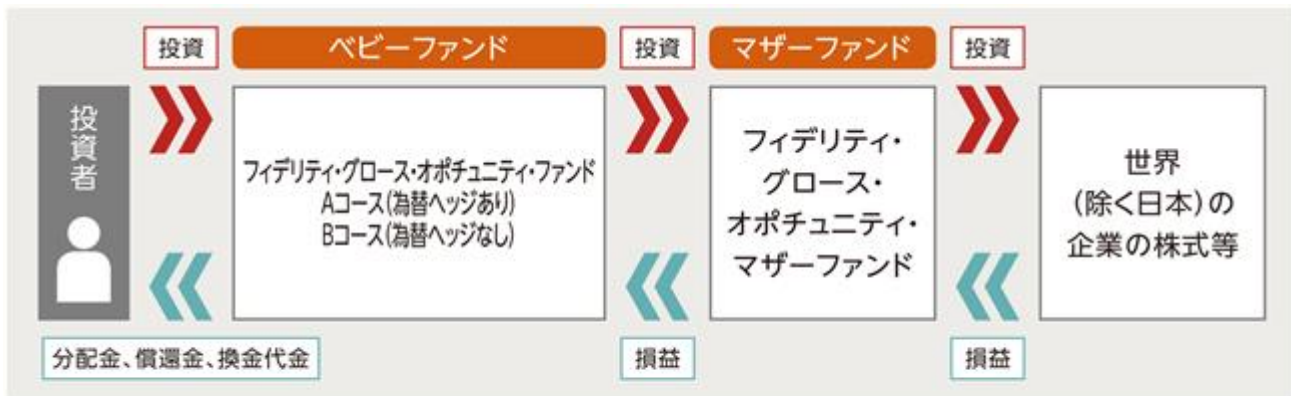 投資
ベビーファンド
投資
マザーファンド
投資
投資者
フィデリティ・グロース・オポチュニティ・ファンド
Aコース(為替ヘッジあり)
Bコース(為替ヘッジなし)
フィデリティ・
グロース・
オポチュニティ・
マザーファンド
世界
(除く日本)の
企業の株式等
分配金、償還金、換金代金
損益
損益